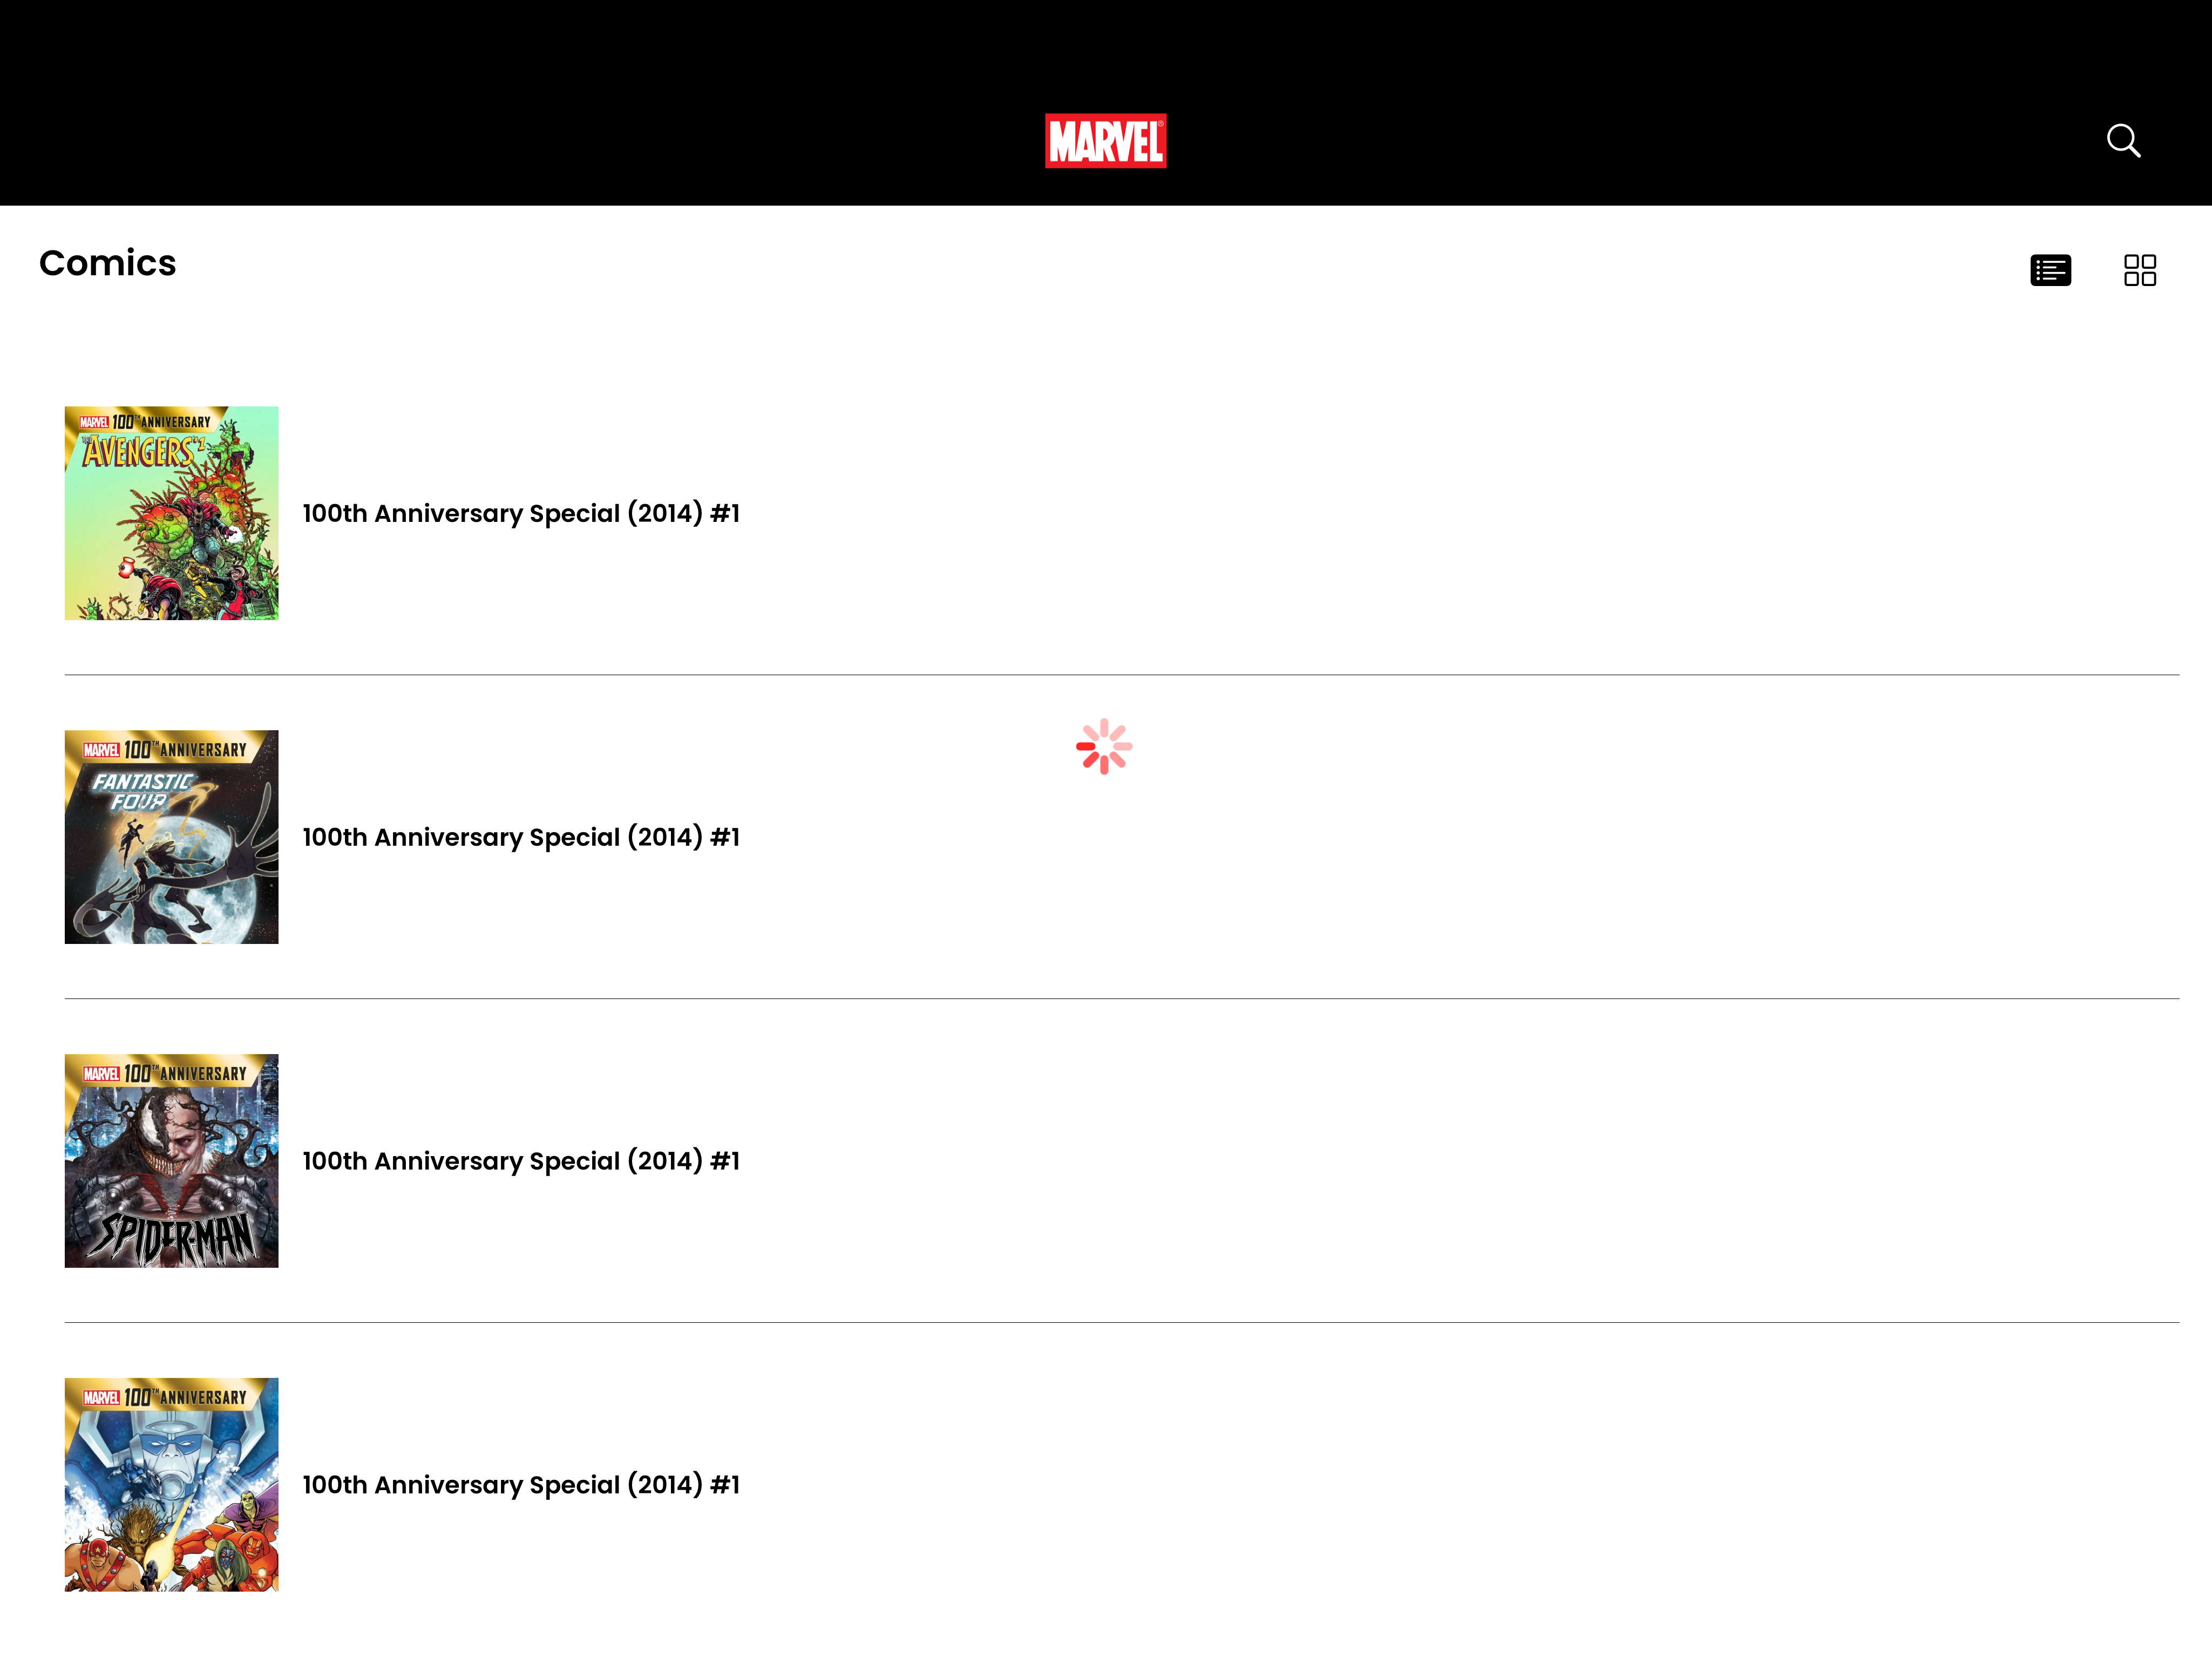 MARVEL
Comics
MARVEL 100TH ANNIVERSARY
THE AVENGERS #1
100th Anniversary Special (2014) #1
MARVEL 100TH ANNIVERSARY
FANTASTIC
FOUR
100th Anniversary Special (2014) #1
MARVEL 100TH ANNIVERSARY
SPIDER-MAN
100th Anniversary Special (2014) #1
MARVEL 100TH ANNIVERSARY
100th Anniversary Special (2014) #1